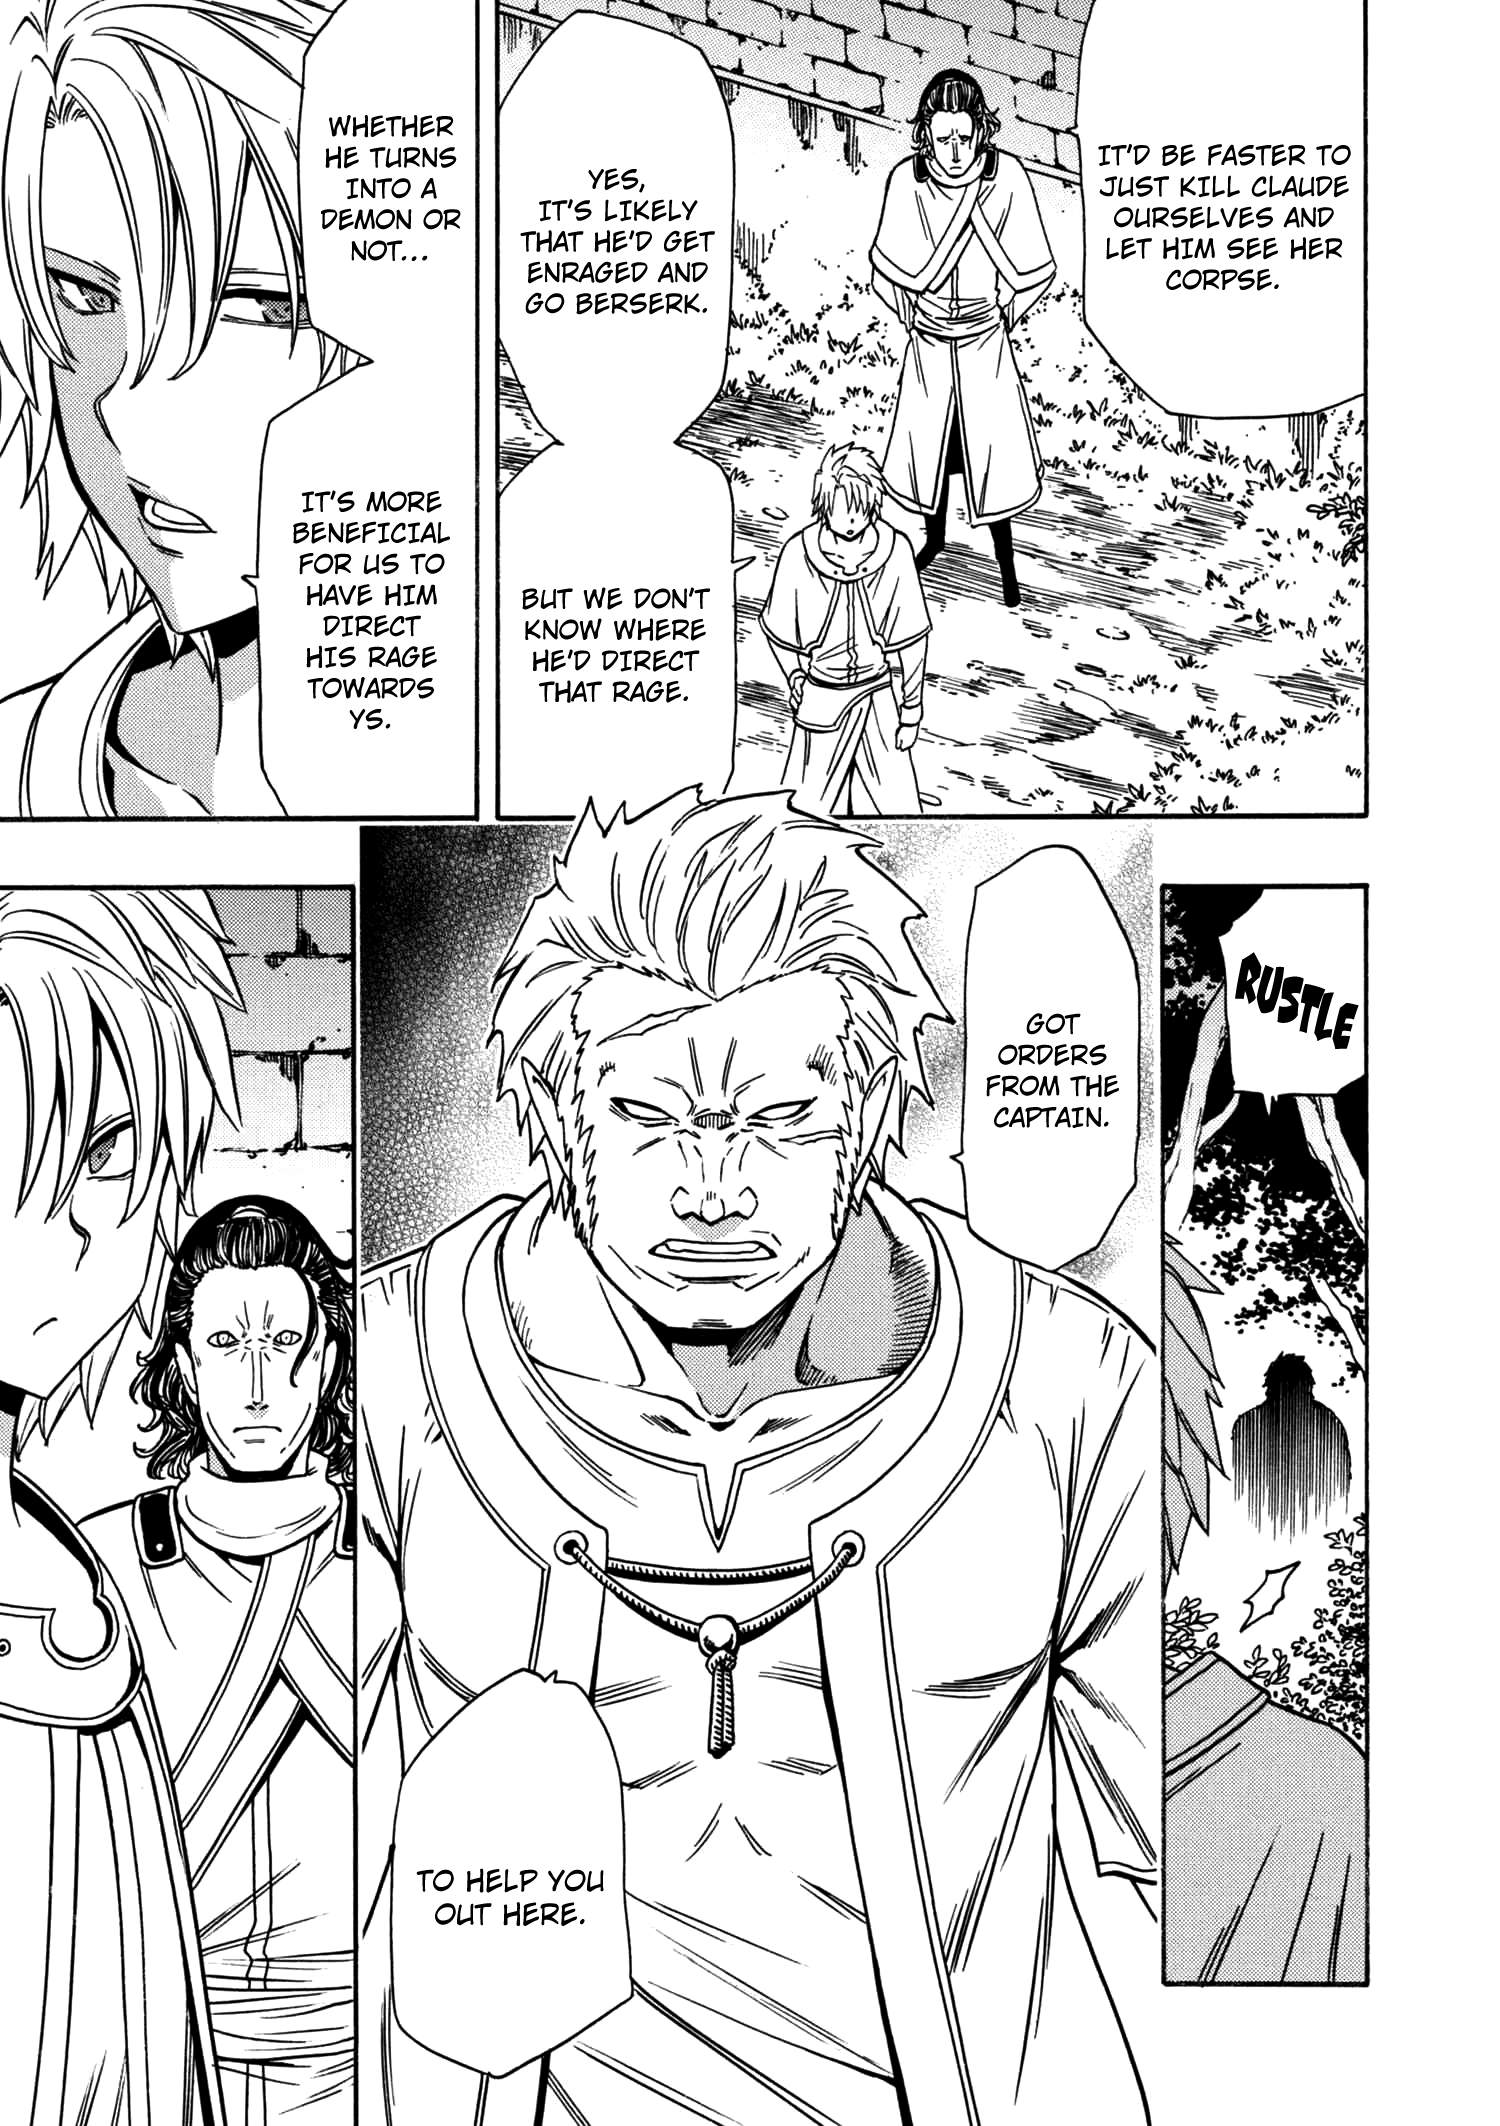 IT'D BE FASTER TO
JUST KILL CLAUDE
OURSELVES AND
LET HIM SEE HER
CORPSE.
YES,
IT'S LIKELY
THAT HE'D GET
ENRAGED AND
GO BERSERK.
BUT WE DON'T
KNOW WHERE
HE'D DIRECT
THAT RAGE.
WHETHER
HE TURNS
INTO A
DEMON OR
NOT...
IT'S MORE
BENEFICIAL
FOR US TO
HAVE HIM
DIRECT
HIS RAGE
TOWARDS
YS.
RUSTLE
GOT
ORDERS
FROM THE
CAPTAIN.
TO HELP YOU
OUT HERE.